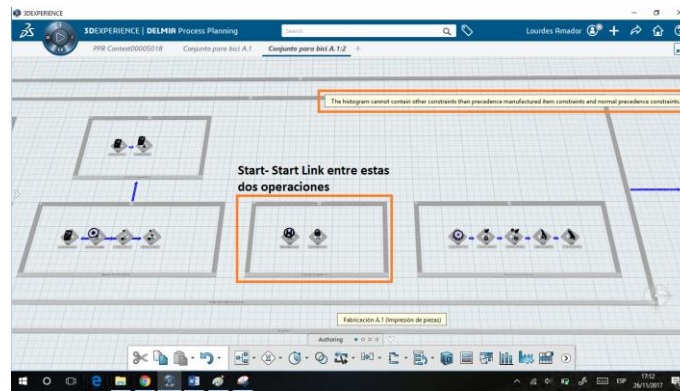 3DEXPERIENCE
3DEXPERIENCE | DELMIA Process Planning
Search
Lourdes Amador
PPR Context00005018
Conjunto para bici A.1
Conjunto para bici A.1:2
The histogram cannot contain other constraints than precedence manufactured item constraints and normal precedence constraints.
Start- Start Link entre estas
dos operaciones
Fabricación A.1 (Impresión de piezas)
Authoring
ESP
17:12
26/11/2017